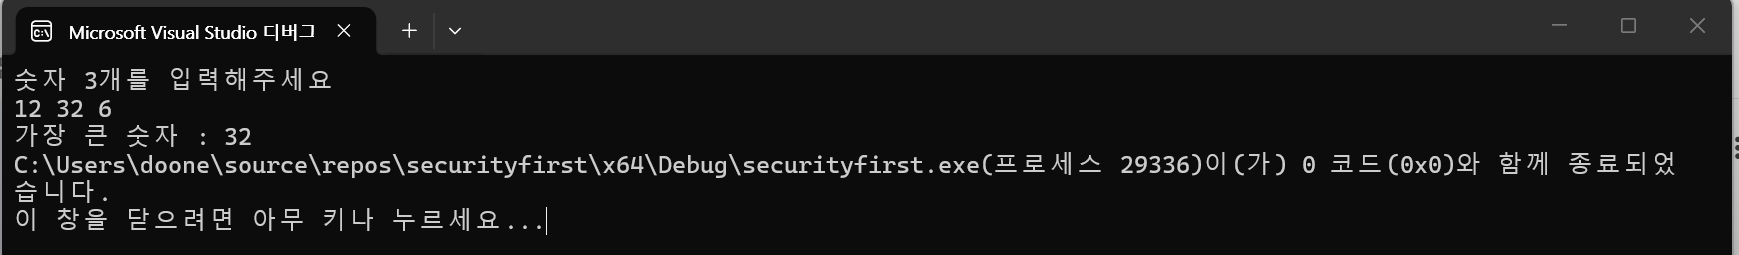 Microsoft Visual Studio 디버그
숫자 3개를 입력해주세요
12 32 6
가장 큰 숫자 : 32
C:\Users\doone\source\repos\securityfirst\x64\Debug\securityfirst.exe(프로세스 29336)이(가) 0 코드(0x0)와 함께 종료되었
습니다.
이 창을 닫으려면 아무 키나 누르세요...